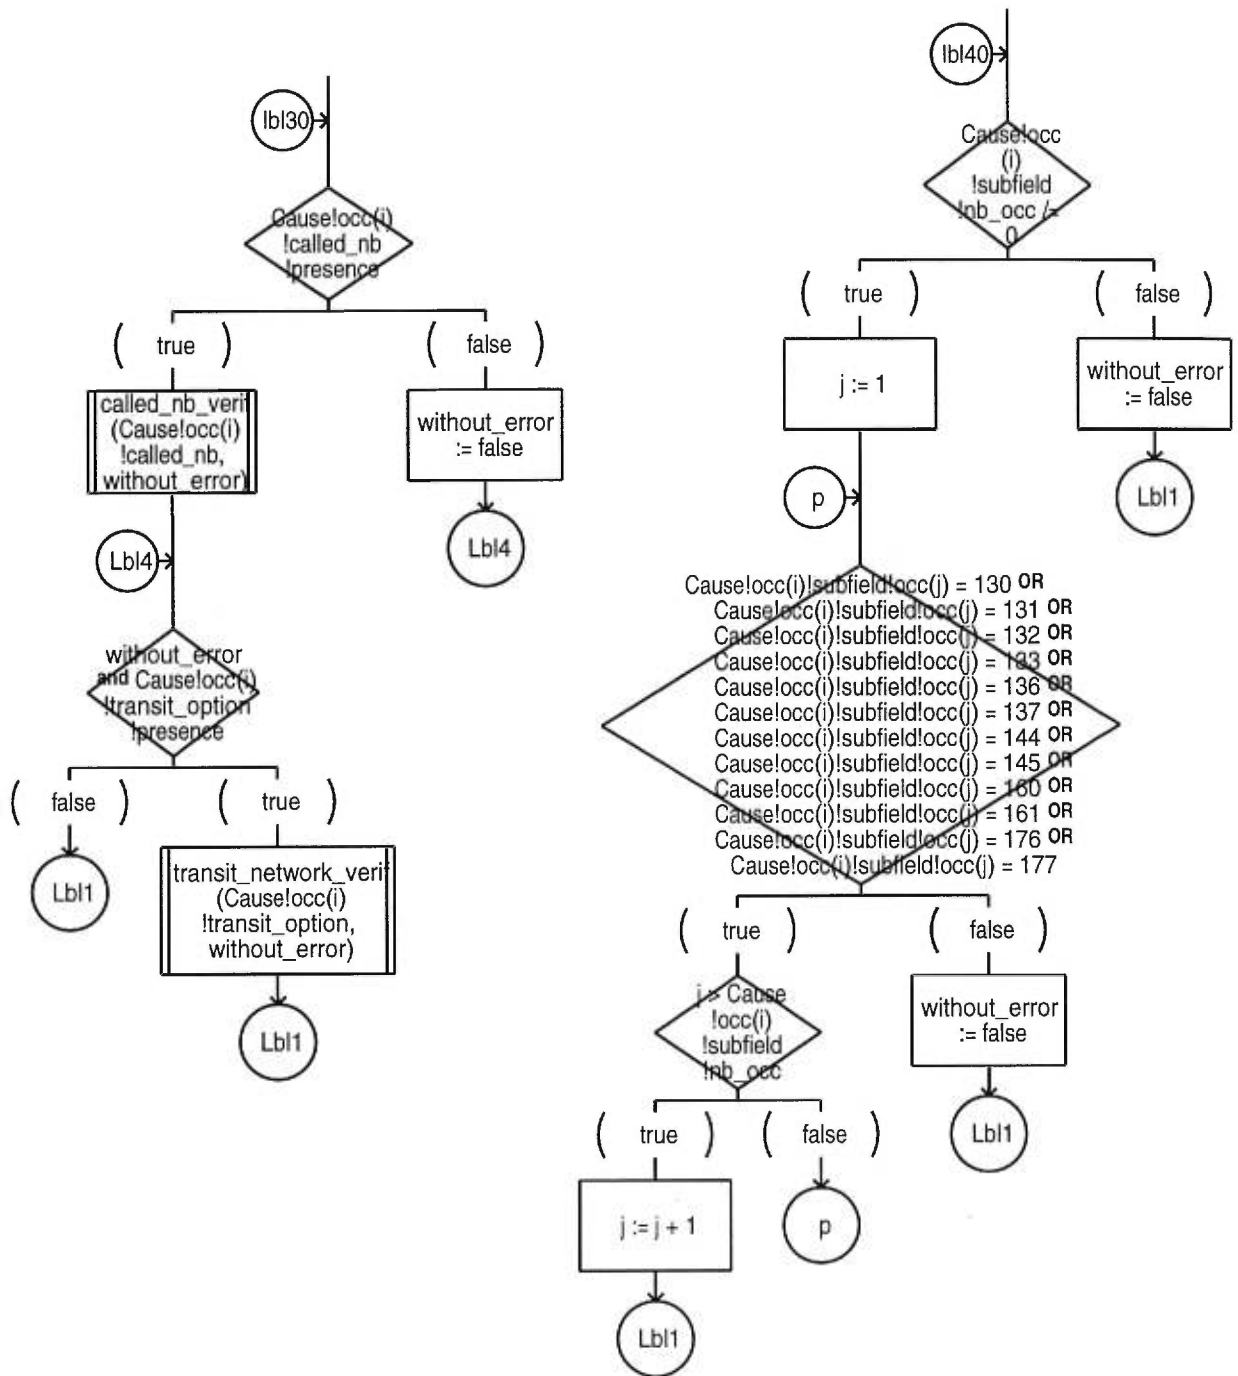 lbl30
Cause!occ(i)
!called_nb
!presence
( true )
( false )
called_nb_verif
(Cause!occ(i)
!called_nb,
without_error)
without_error
:= false
Lbl4
Lbl4
without_error
and Cause!occ(i)
!transit_option
!presence
( false )
( true )
Lbl1
transit_network_verif
(Cause!occ(i)
!transit_option,
without_error)
Lbl1
lbl40
Cause!occ
(i)
!subfield
!nb_occ /=
0
( true )
( false )
j := 1
without_error
:= false
Lbl1
p
Cause!occ(i)!subfield!occ(j) = 130 OR
Cause!occ(i)!subfield!occ(j) = 131 OR
Cause!occ(i)!subfield!occ(j) = 132 OR
Cause!occ(i)!subfield!occ(j) = 133 OR
Cause!occ(i)!subfield!occ(j) = 136 OR
Cause!occ(i)!subfield!occ(j) = 137 OR
Cause!occ(i)!subfield!occ(j) = 144 OR
Cause!occ(i)!subfield!occ(j) = 145 OR
Cause!occ(i)!subfield!occ(j) = 160 OR
Cause!occ(i)!subfield!occ(j) = 161 OR
Cause!occ(i)!subfield!occ(j) = 176 OR
Cause!occ(i)!subfield!occ(j) = 177
( true )
( false )
j > Cause
!occ(i)
!subfield
!nb_occ
without_error
:= false
Lbl1
( true )
( false )
j := j + 1
p
Lbl1